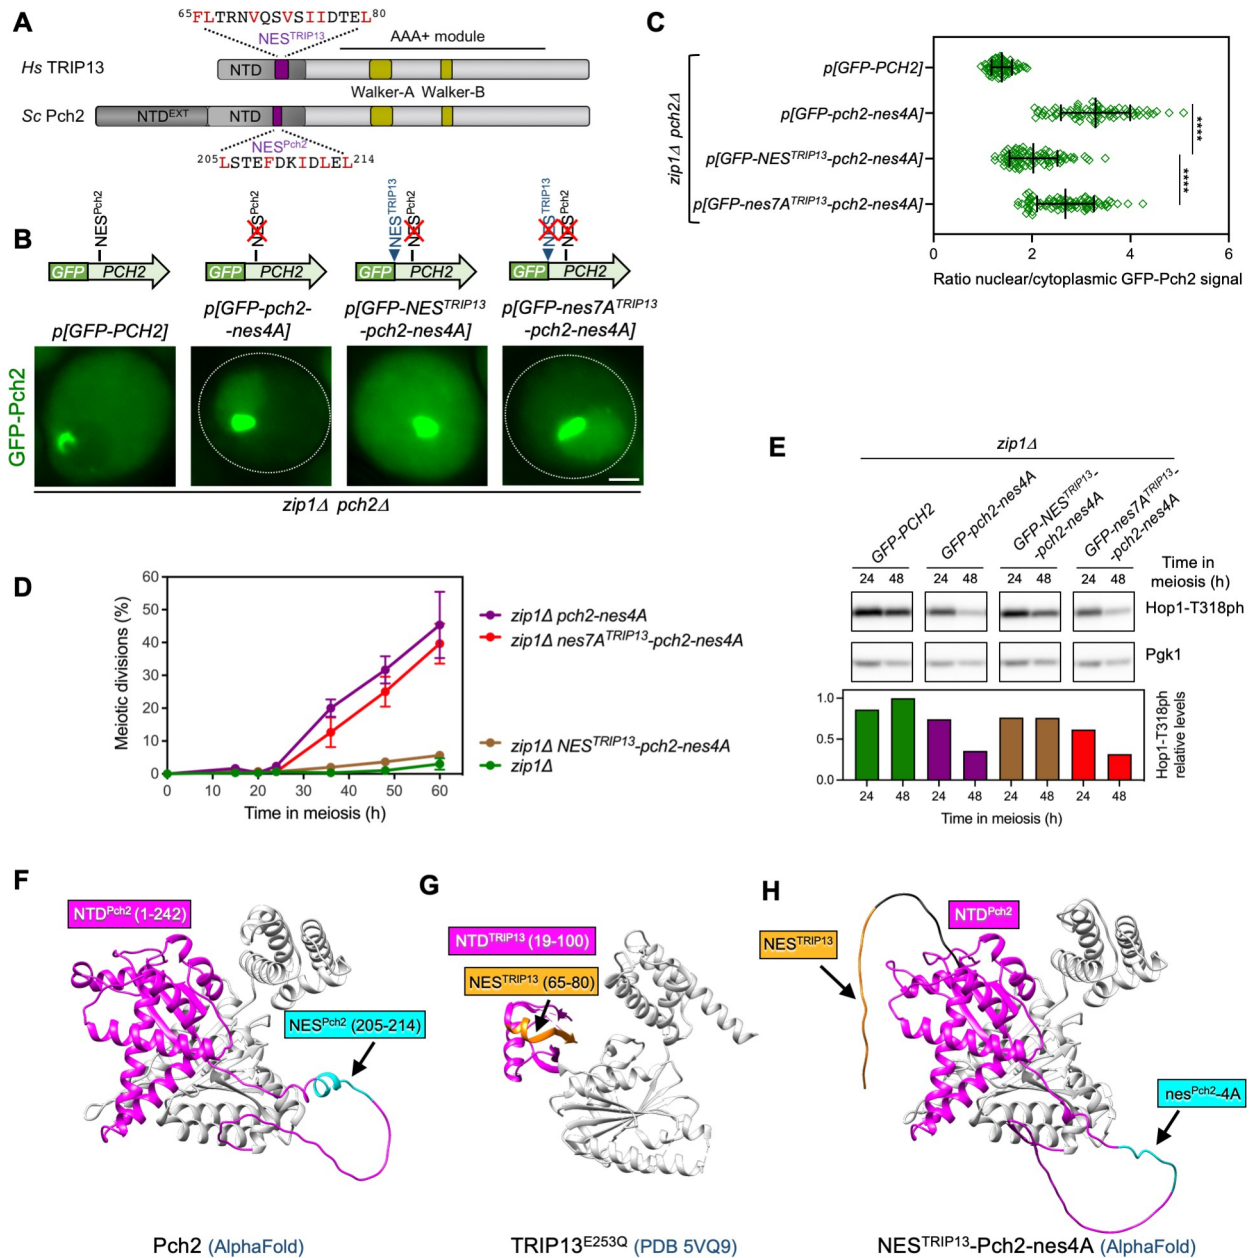 A
65FLTRNVQSVSIIDTEL80
NESTRIP13
AAA+ module
Hs TRIP13
NTD
Walker-A Walker-B
Sc Pch2
NTDEXT
NTD
NESPch2
205LSTEFDKIDLEL214
B
NESPch2
NESPch2
NESTRIP13
NESPch2
NESTRIP13
NESPch2
GFP PCH2
GFP PCH2
GFP PCH2
GFP PCH2
p[GFP-PCH2]
p[GFP-pch2-
-nes4A]
p[GFP-NESTRIP13
-pch2-nes4A]
p[GFP-nes7ATRIP13
-pch2-nes4A]
GFP-Pch2
zip1Δ pch2Δ
C
zip1Δ pch2Δ
p[GFP-PCH2]
p[GFP-pch2-nes4A]
p[GFP-NESTRIP13-pch2-nes4A]
p[GFP-nes7ATRIP13-pch2-nes4A]
****
****
0 2 4 6
Ratio nuclear/cytoplasmic GFP-Pch2 signal
D
Meiotic divisions (%)
60
50
40
30
20
10
0
0 10 20 30 40 50 60
Time in meiosis (h)
zip1Δ pch2-nes4A
zip1Δ nes7ATRIP13-pch2-nes4A
zip1Δ NESTRIP13-pch2-nes4A
zip1Δ
E
zip1Δ
GFP-PCH2
GFP-pch2-nes4A
GFP-NESTRIP13-
-pch2-nes4A
GFP-nes7ATRIP13-
-pch2-nes4A
Time in
meiosis (h)
24 48 24 48 24 48 24 48
Hop1-T318ph
Pgk1
1.0
0.5
0.0
Hop1-T318ph
relative levels
24 48 24 48 24 48 24 48
Time in meiosis (h)
F
NTDPch2 (1-242)
NESPch2 (205-214)
Pch2 (AlphaFold)
G
NTDTRIP13 (19-100)
NESTRIP13 (65-80)
TRIP13E253Q (PDB 5VQ9)
H
NESTRIP13
NTDPch2
nesPch2-4A
NESTRIP13-Pch2-nes4A (AlphaFold)